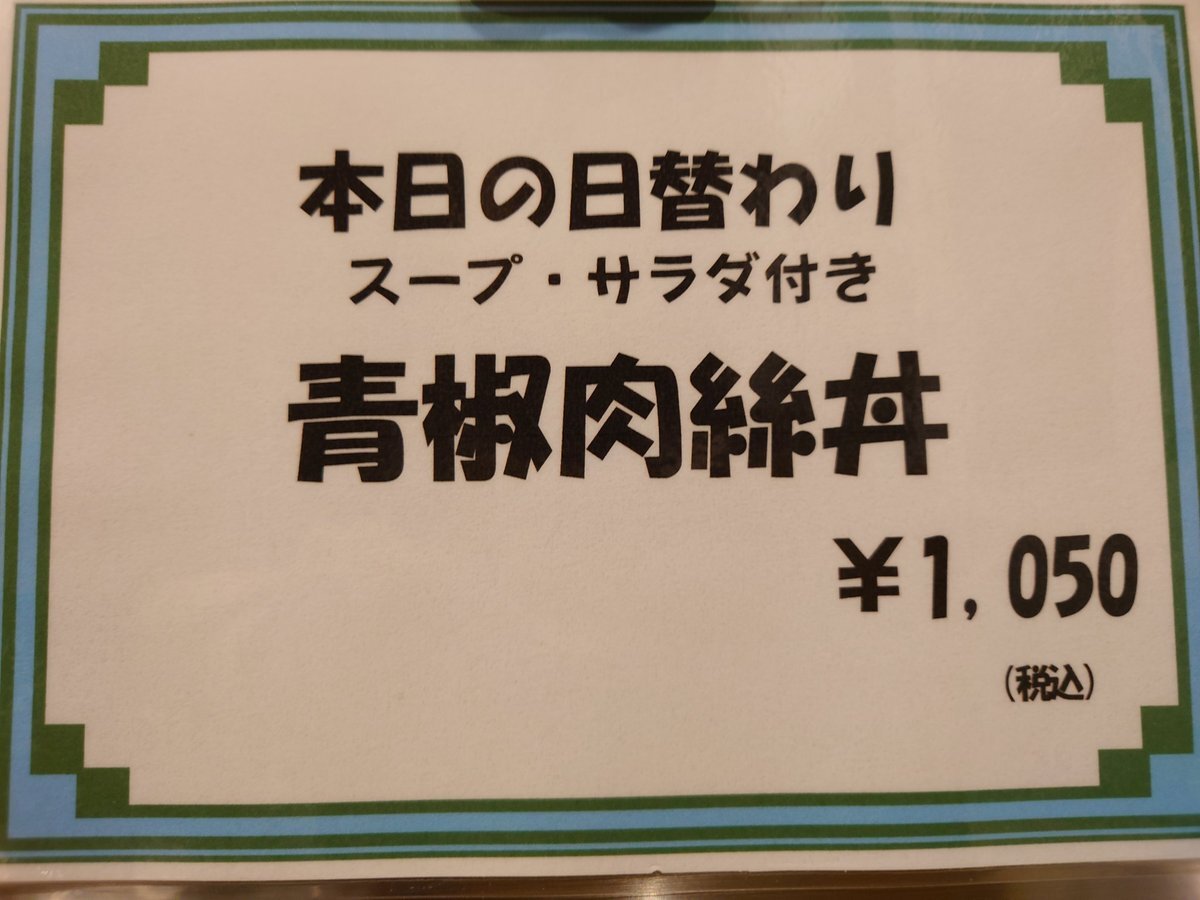 本日の日替わり
スープ・サラダ付き
青椒肉絲丼
¥1,050
(税込)